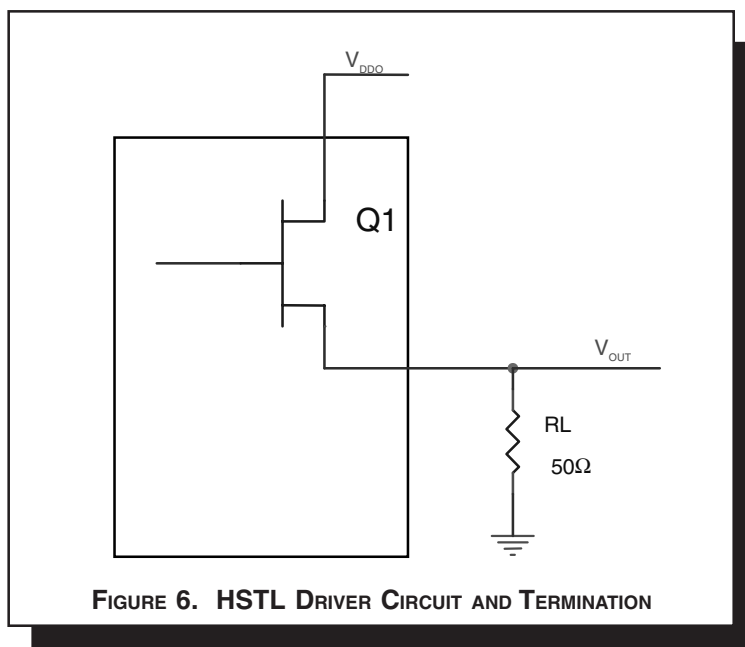 V_DDO
Q1
V_OUT
RL
50Ω
FIGURE 6. HSTL DRIVER CIRCUIT AND TERMINATION